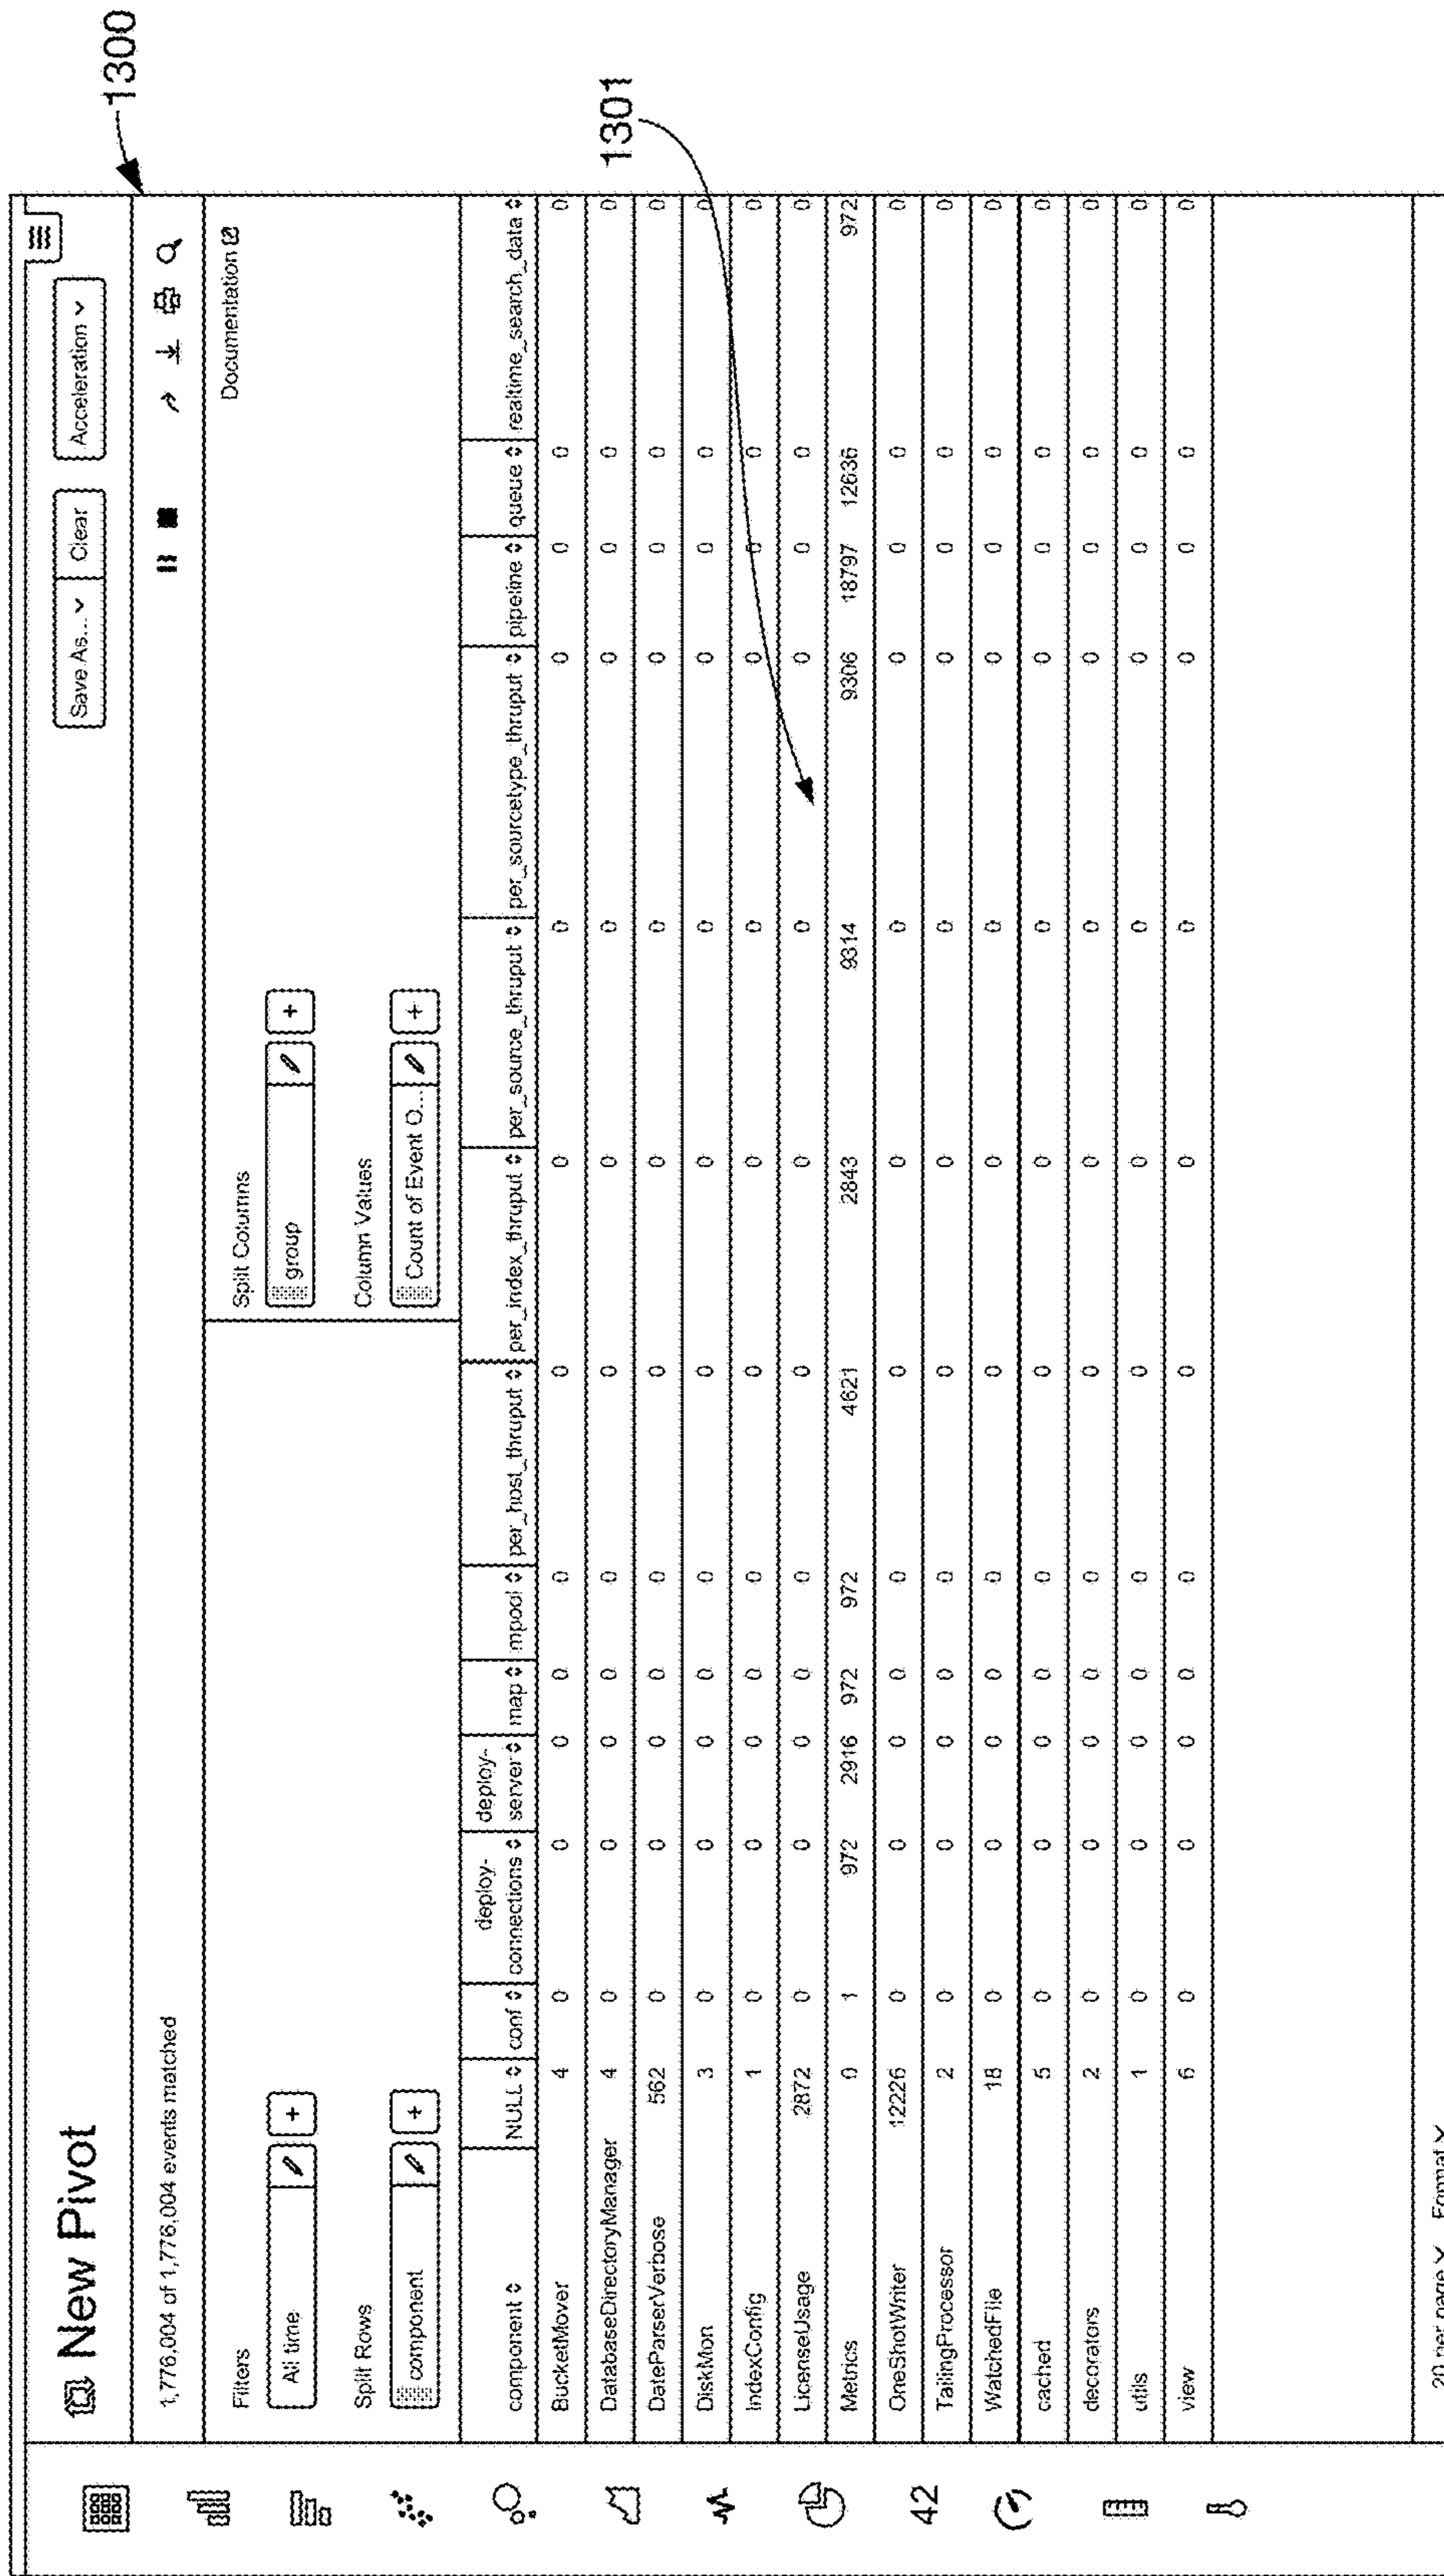 1300
1301
New Pivot
Save As... Clear Acceleration
1,776,004 of 1,776,004 events matched
Filters Split Columns Documentation
All time + group +
Split Rows Column Values
component + Count of Event O... +
component NULL conf deploy-connections deploy-server map mpool per_host_thruput per_index_thruput per_source_thruput per_sourcetype_thruput pipeline queue realtime_search_data
BucketMover 4 0 0 0 0 0 0 0 0 0 0 0 0
DatabaseDirectoryManager 4 0 0 0 0 0 0 0 0 0 0 0 0
DateParserVerbose 562 0 0 0 0 0 0 0 0 0 0 0 0
DiskMon 3 0 0 0 0 0 0 0 0 0 0 0 0
IndexConfig 1 0 0 0 0 0 0 0 0 0 0 0 0
LicenseUsage 2872 0 0 0 0 0 0 0 0 0 0 0 0
Metrics 0 1 972 2916 972 972 4621 2843 9314 9306 18797 12636 972
OneShotWriter 12226 0 0 0 0 0 0 0 0 0 0 0 0
TailingProcessor 2 0 0 0 0 0 0 0 0 0 0 0 0
WatchedFile 18 0 0 0 0 0 0 0 0 0 0 0 0
cached 5 0 0 0 0 0 0 0 0 0 0 0 0
decorators 2 0 0 0 0 0 0 0 0 0 0 0 0
utils 1 0 0 0 0 0 0 0 0 0 0 0 0
view 6 0 0 0 0 0 0 0 0 0 0 0 0
42
20 per page Format